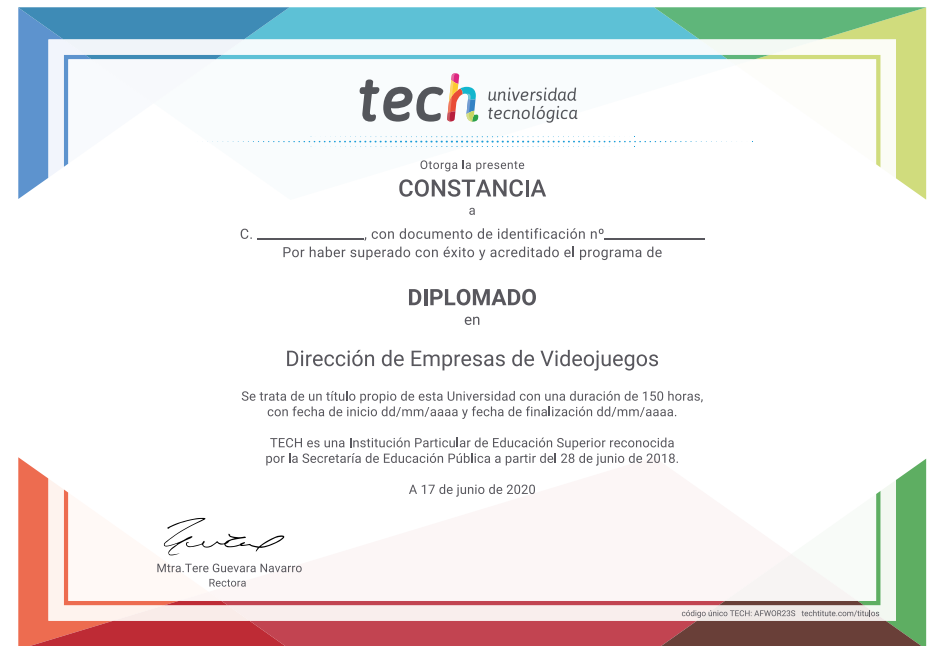 tech universidad
tecnológica
Otorga la presente
CONSTANCIA
a
C. ________________, con documento de identificación nº_______________
Por haber superado con éxito y acreditado el programa de
DIPLOMADO
en
Dirección de Empresas de Videojuegos
Se trata de un título propio de esta Universidad con una duración de 150 horas,
con fecha de inicio dd/mm/aaaa y fecha de finalización dd/mm/aaaa.
TECH es una Institución Particular de Educación Superior reconocida
por la Secretaría de Educación Pública a partir del 28 de junio de 2018.
A 17 de junio de 2020
Mtra.Tere Guevara Navarro
Rectora
código único TECH: AFWOR23S techtitute.com/titulos